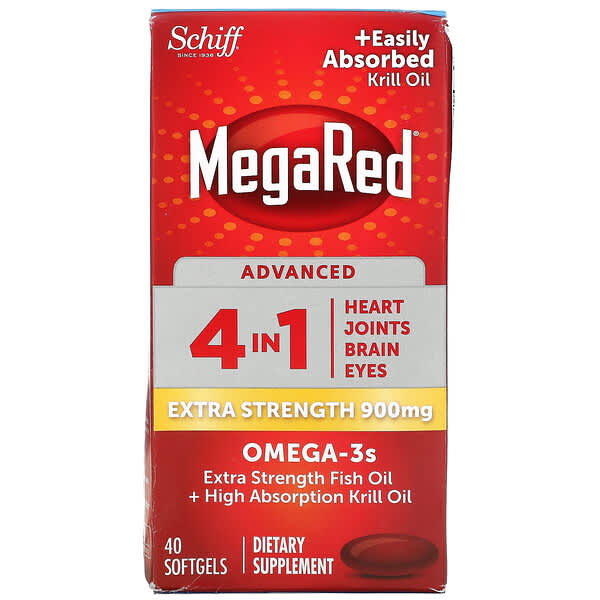 Schiff
SINCE 1936
+Easily
Absorbed
Krill Oil
MegaRed®
ADVANCED
4 IN 1
HEART
JOINTS
BRAIN
EYES
EXTRA STRENGTH 900mg
OMEGA-3s
Extra Strength Fish Oil
+ High Absorption Krill Oil
40
SOFTGELS
DIETARY
SUPPLEMENT